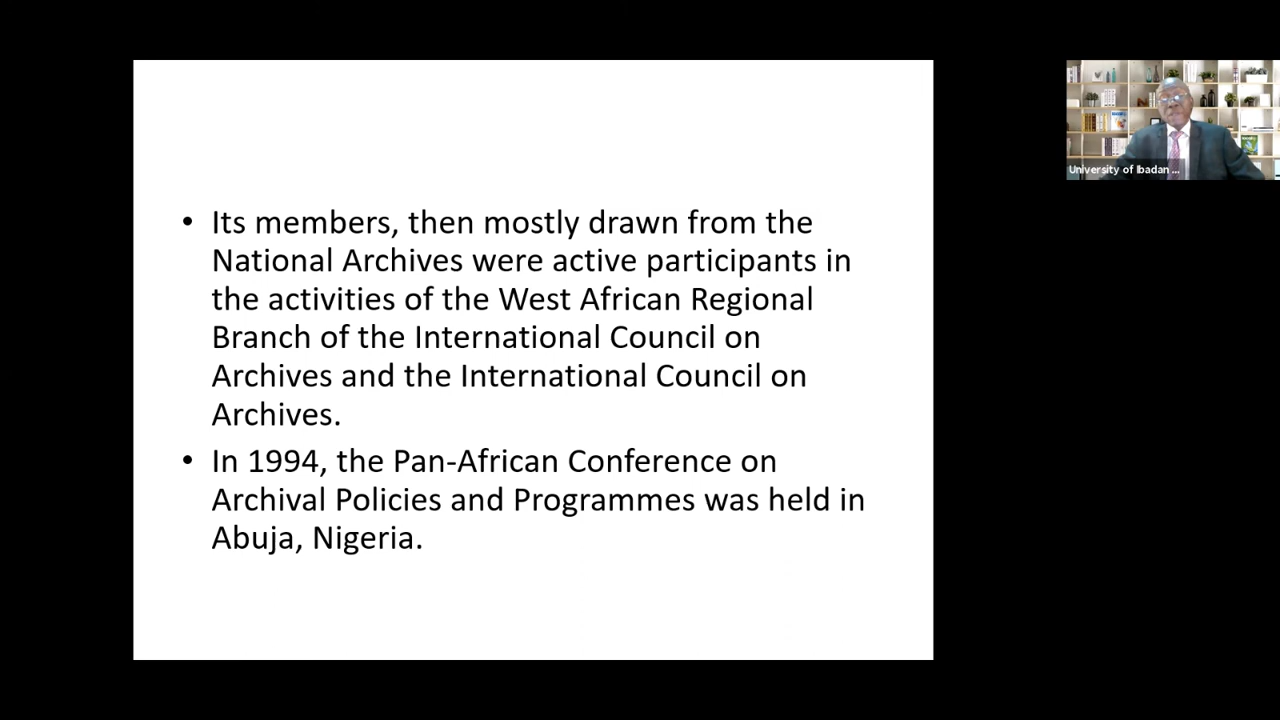 • Its members, then mostly drawn from the
National Archives were active participants in
the activities of the West African Regional
Branch of the International Council on
Archives and the International Council on
Archives.
• In 1994, the Pan-African Conference on
Archival Policies and Programmes was held in
Abuja, Nigeria.
University of Ibadan ...